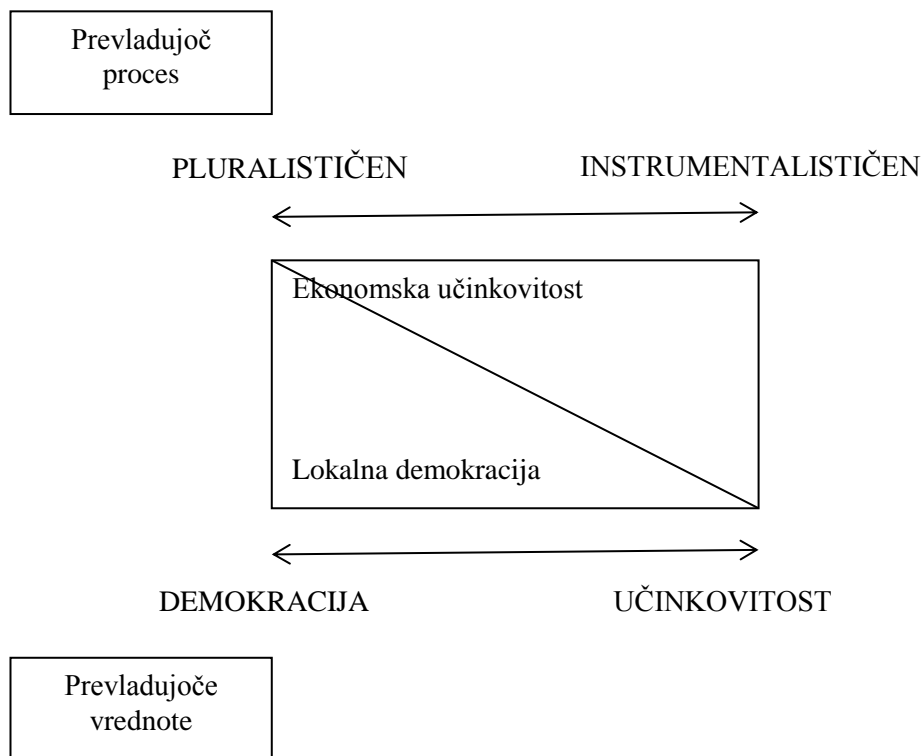 Prevladujoč
proces
PLURALISTIČEN INSTRUMENTALISTIČEN
Ekonomska učinkovitost
Lokalna demokracija
DEMOKRACIJA UČINKOVITOST
Prevladujoče
vrednote